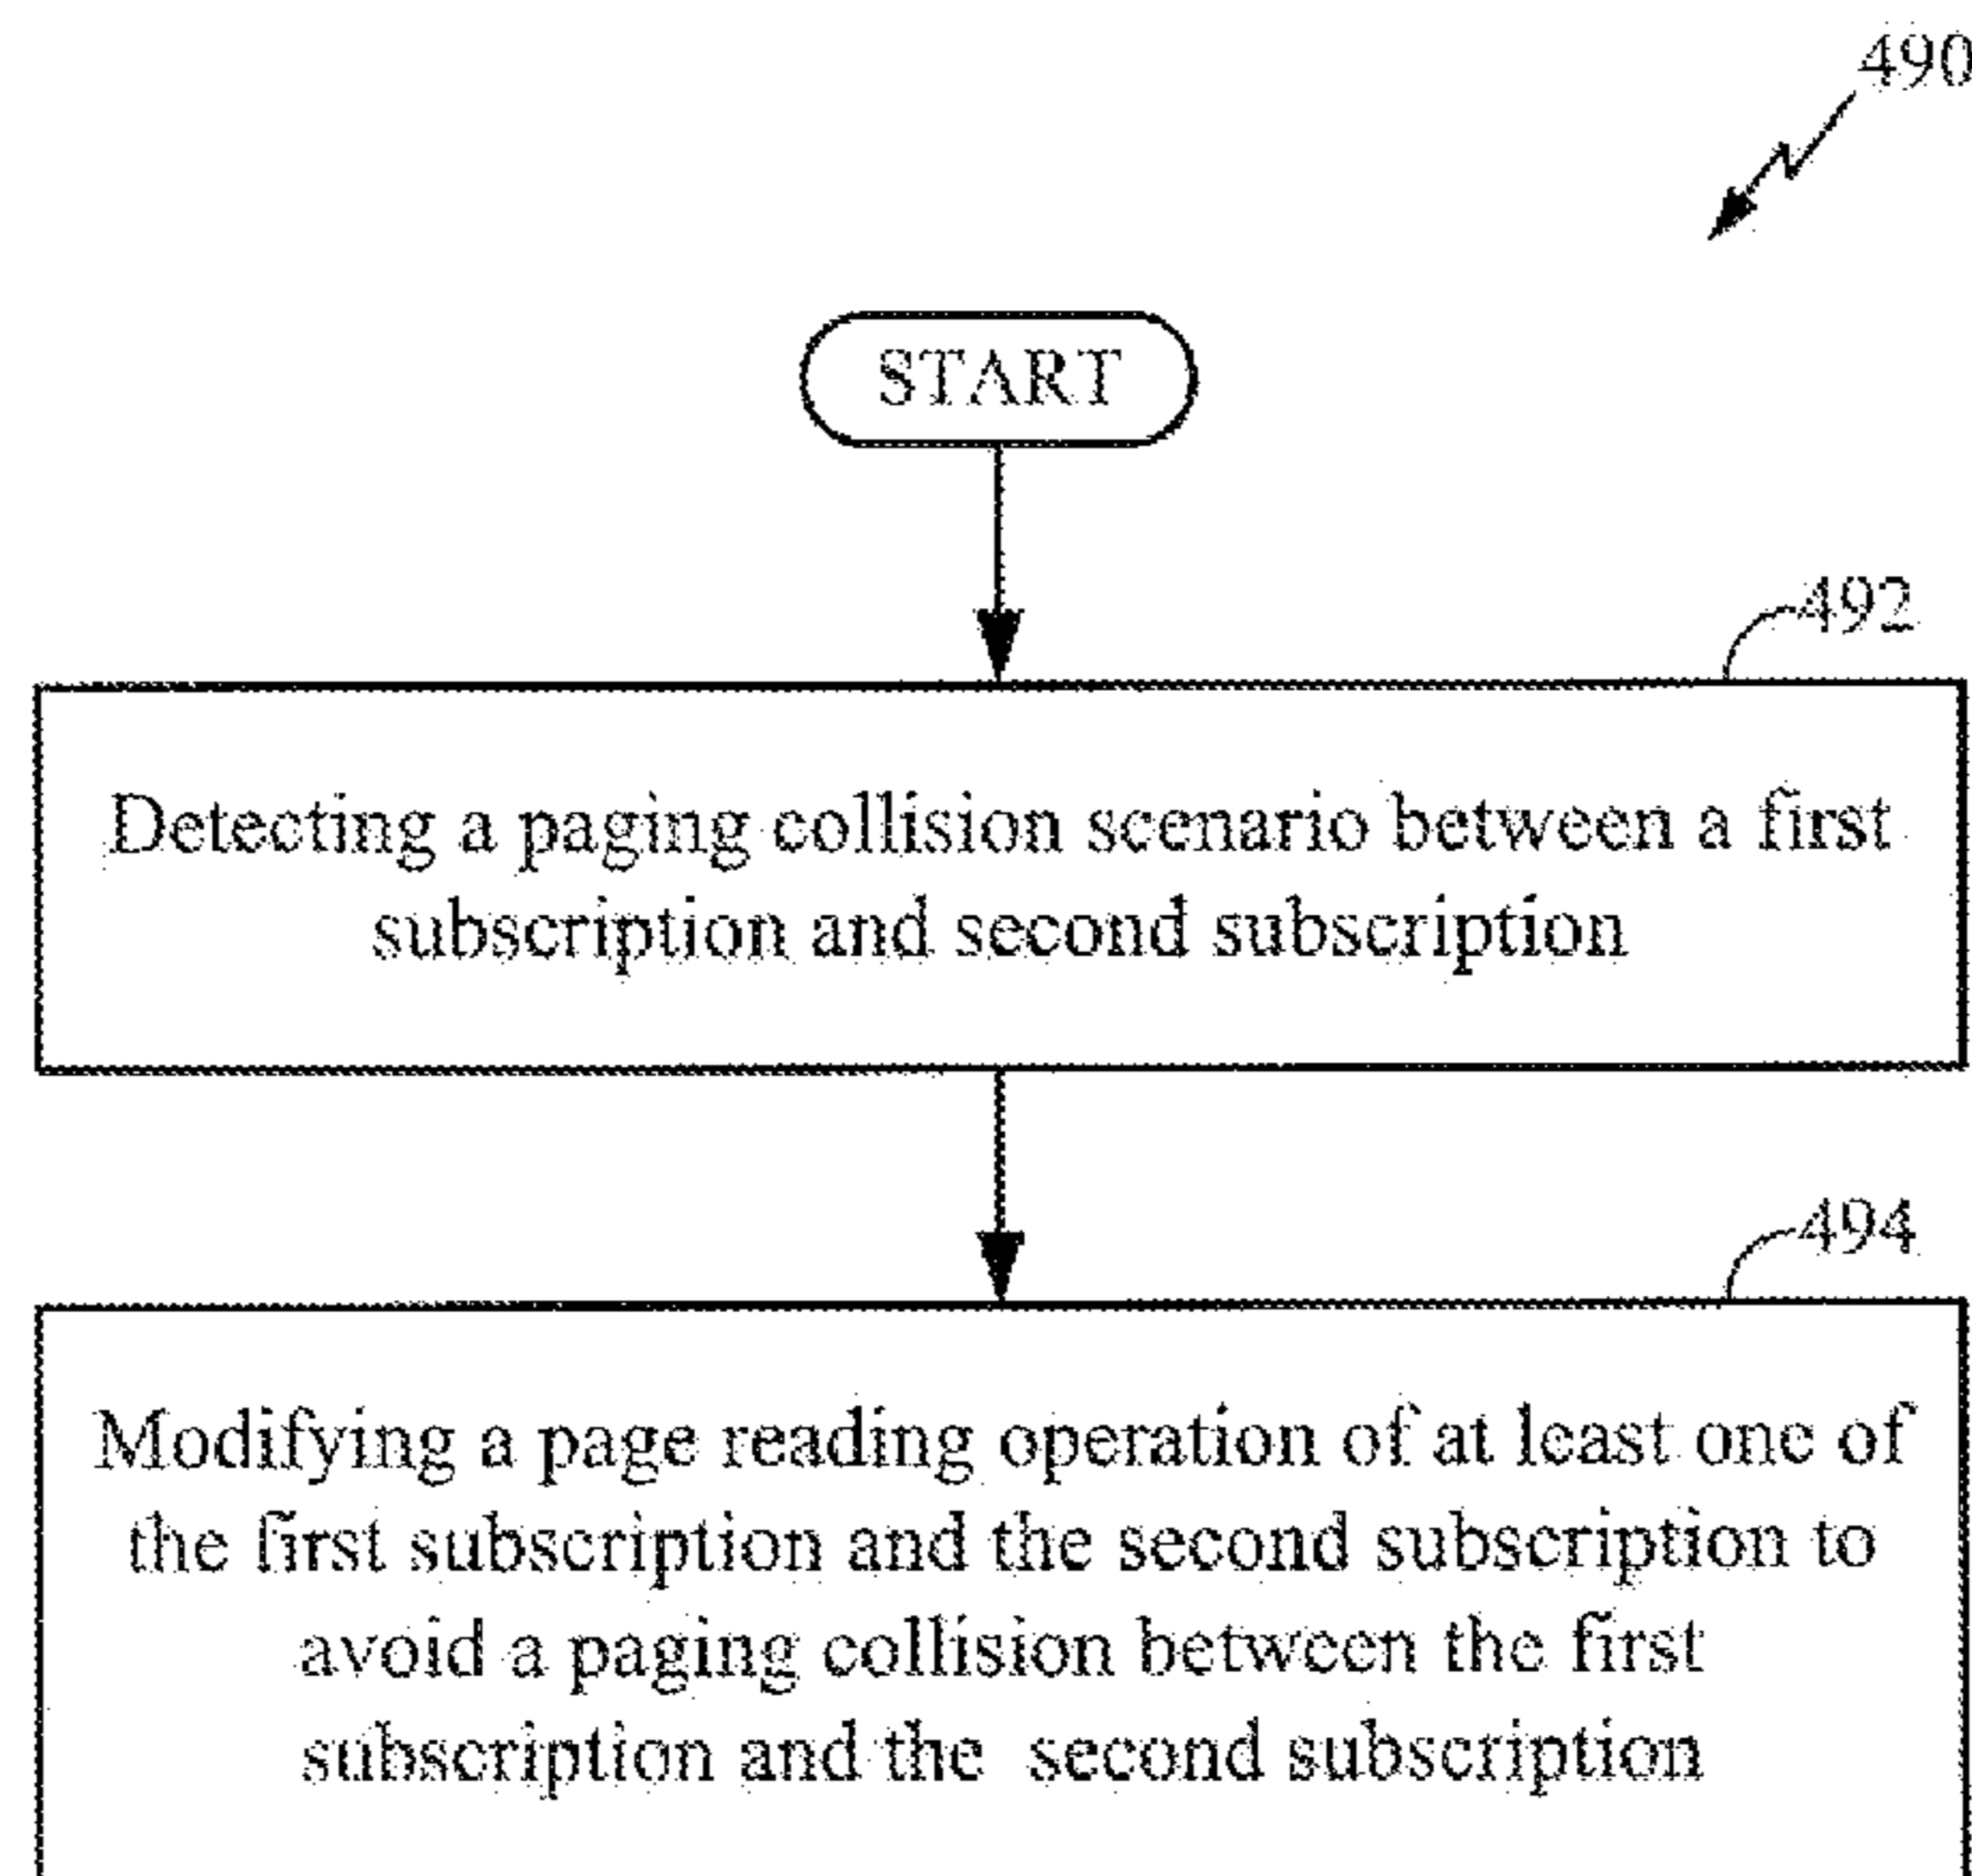 490
START
492
Detecting a paging collision scenario between a first
subscription and second subscription
494
Modifying a page reading operation of at least one of
the first subscription and the second subscription to
avoid a paging collision between the first
subscription and the second subscription